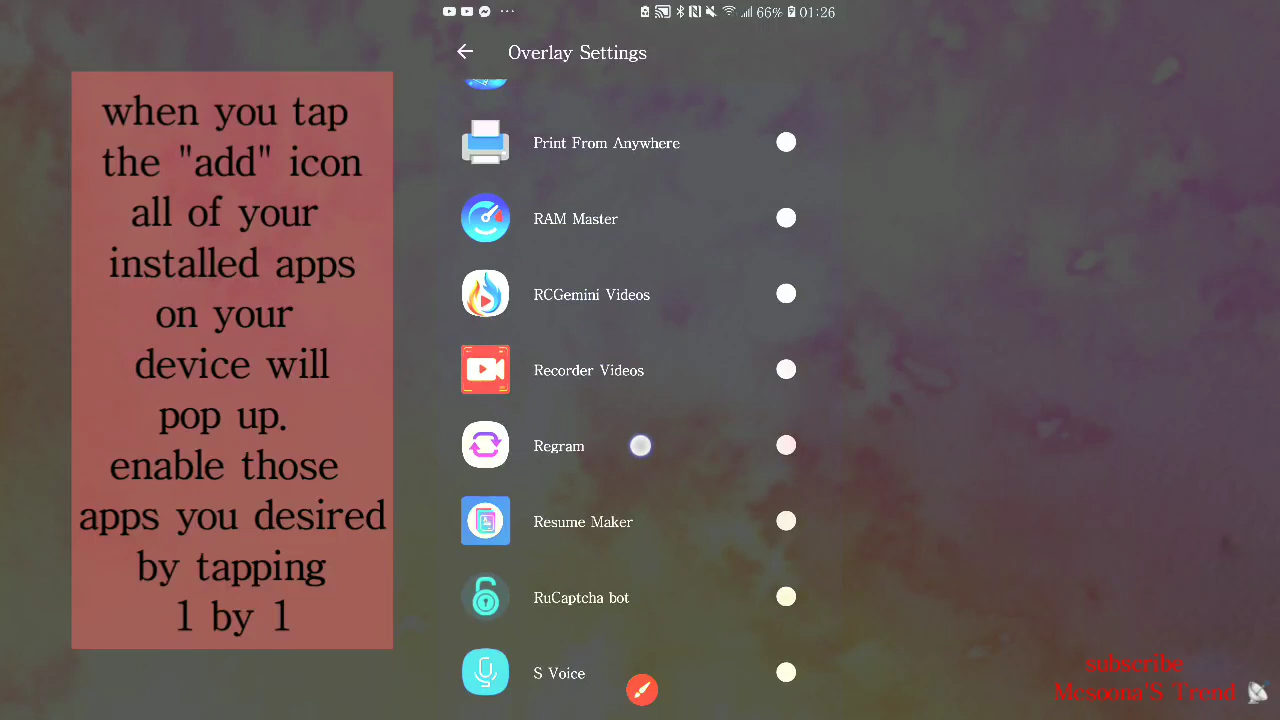 when you tap
the "add" icon
all of your
installed apps
on your
device will
pop up.
enable those
apps you desired
by tapping
1 by 1
66% 01:26
Overlay Settings
Print From Anywhere
RAM Master
RCGemini Videos
Recorder Videos
Regram
Resume Maker
RuCaptcha bot
S Voice
subscribe
Mcsoona'S Trend